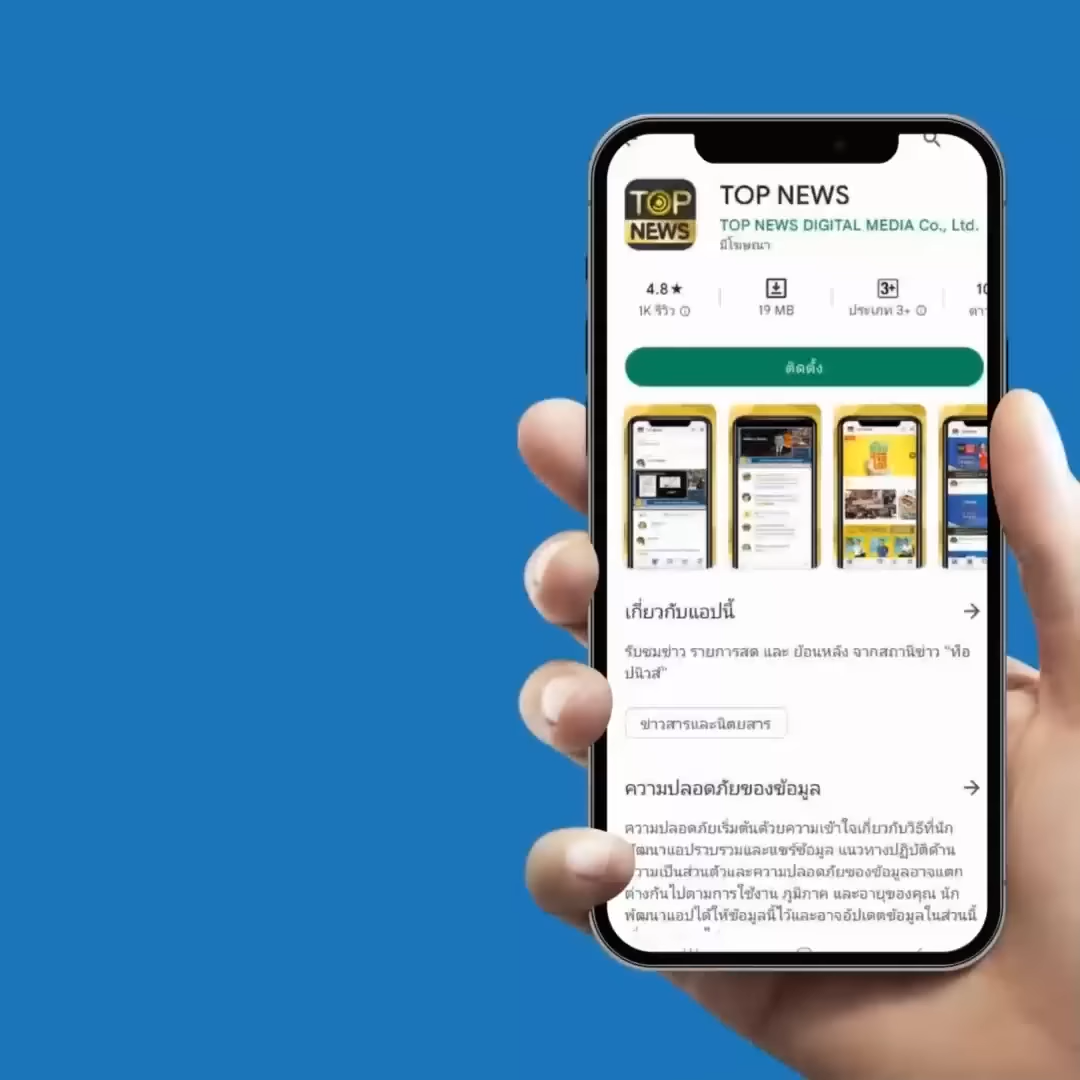 TOP
NEWS
TOP NEWS
TOP NEWS DIGITAL MEDIA Co., Ltd.
มีโฆษณา
4.8★
1K รีวิว
19 MB
3+
ประเภท 3+
ติดตั้ง
เกี่ยวกับแอปนี้
รับชมข่าว รายการสด และ ย้อนหลัง จากสถานีข่าว "ท็อ
ปนิวส์"
ข่าวสารและนิตยสาร
ความปลอดภัยของข้อมูล
ความปลอดภัยเริ่มต้นด้วยความเข้าใจเกี่ยวกับวิธีที่นัก
พัฒนาแอปรวบรวมและแชร์ข้อมูล แนวทางปฏิบัติด้าน
ความเป็นส่วนตัวและความปลอดภัยของข้อมูลอาจแตก
ต่างกันไปตามการใช้งาน ภูมิภาค และอายุของคุณ นัก
พัฒนาแอปได้ให้ข้อมูลนี้ไว้และอาจอัปเดตข้อมูลในส่วนนี้